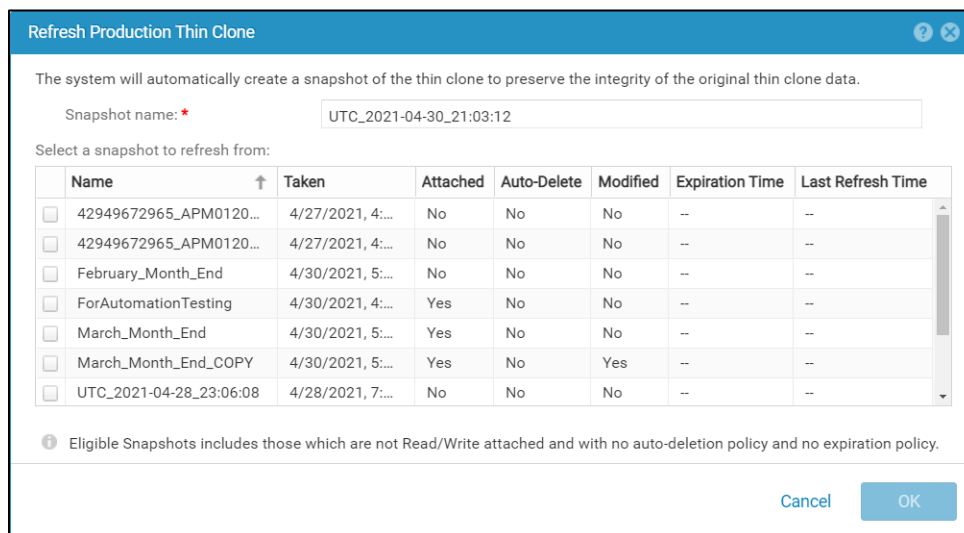 Refresh Production Thin Clone
The system will automatically create a snapshot of the thin clone to preserve the integrity of the original thin clone data.
Snapshot name: * UTC_2021-04-30_21:03:12
Select a snapshot to refresh from:
Name Taken Attached Auto-Delete Modified Expiration Time Last Refresh Time
42949672965_APM0120... 4/27/2021, 4:... No No No -- --
42949672965_APM0120... 4/27/2021, 4:... No No No -- --
February_Month_End 4/30/2021, 5:... No No No -- --
ForAutomationTesting 4/30/2021, 4:... Yes No No -- --
March_Month_End 4/30/2021, 5:... Yes No No -- --
March_Month_End_COPY 4/30/2021, 5:... Yes No Yes -- --
UTC_2021-04-28_23:06:08 4/28/2021, 7:... No No No -- --
Eligible Snapshots includes those which are not Read/Write attached and with no auto-deletion policy and no expiration policy.
Cancel OK